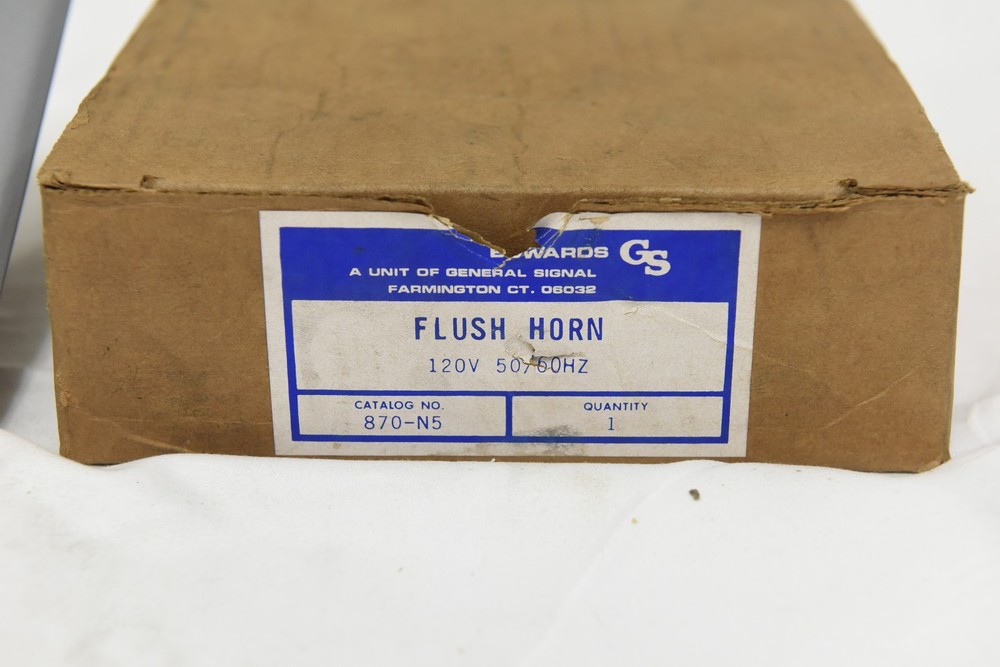 EDWARDS GS
A UNIT OF GENERAL SIGNAL
FARMINGTON CT. 06032
FLUSH HORN
120V 50/60HZ
CATALOG NO.
870-N5
QUANTITY
1